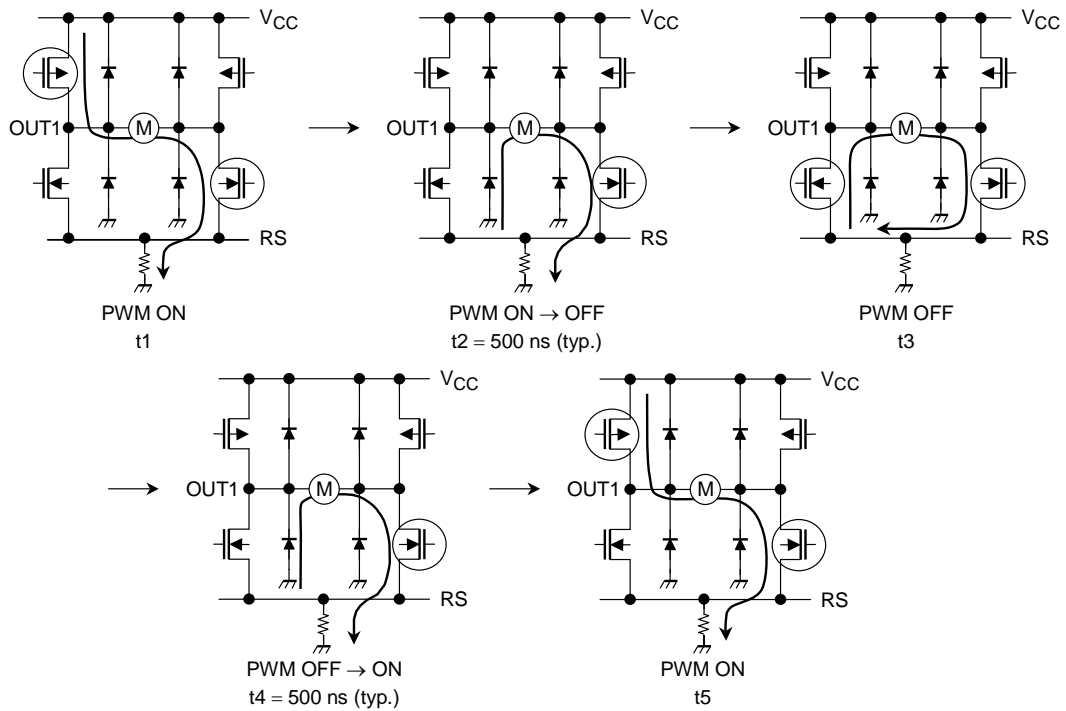 VCC
OUT1
M
RS
PWM ON
t1
VCC
OUT1
M
RS
PWM ON → OFF
t2 = 500 ns (typ.)
VCC
OUT1
M
RS
PWM OFF
t3
VCC
OUT1
M
RS
PWM OFF → ON
t4 = 500 ns (typ.)
VCC
OUT1
M
RS
PWM ON
t5